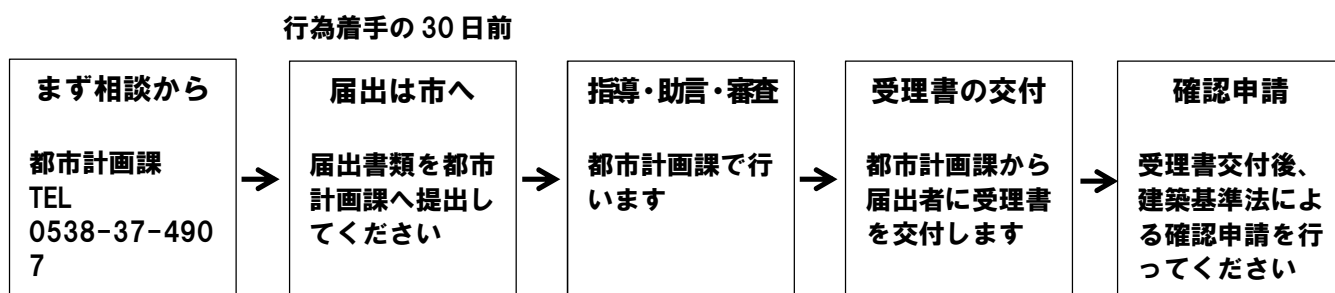 行為着手の30日前
まず相談から
都市計画課
TEL
0538-37-490
7
届出は市へ
届出書類を都市
計画課へ提出し
てください
指導・助言・審査
都市計画課で行
います
受理書の交付
都市計画課から
届出者に受理書
を交付します
確認申請
受理書交付後、
建築基準法によ
る確認申請を行
ってください